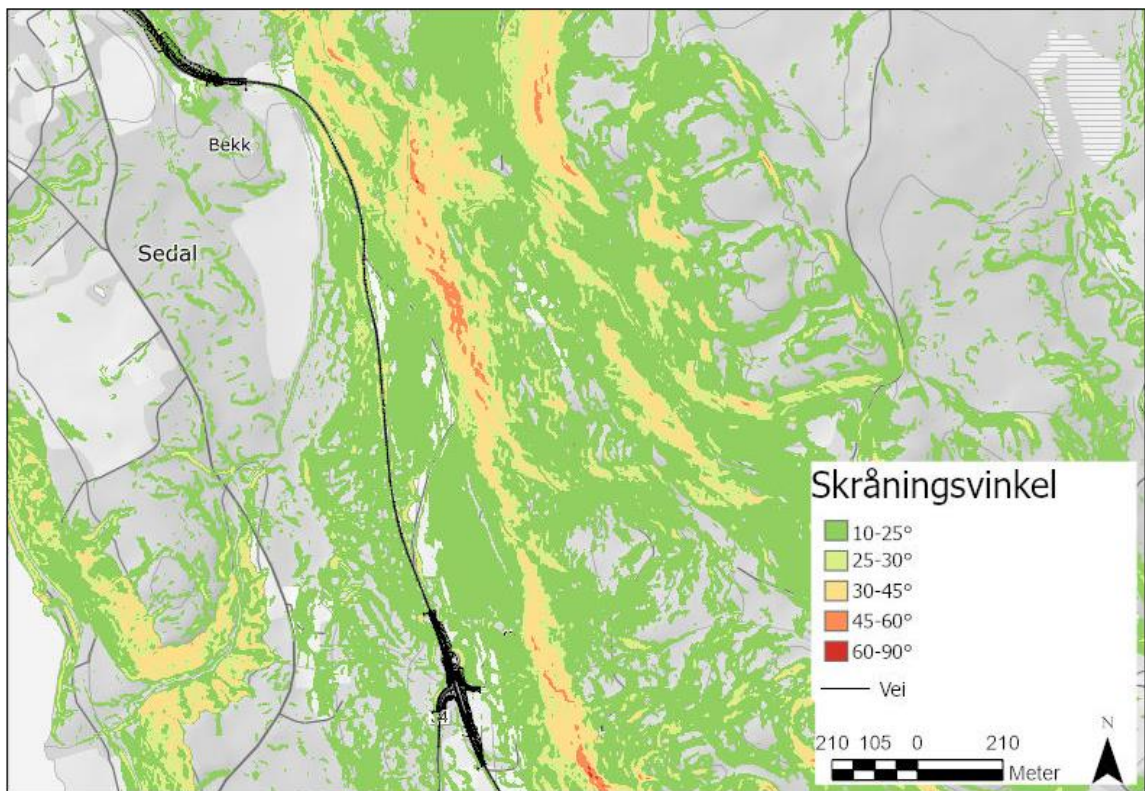 Bekk
Sedal
34
Skråningsvinkel
10-25°
25-30°
30-45°
45-60°
60-90°
Vei
N
210 105 0 210
Meter